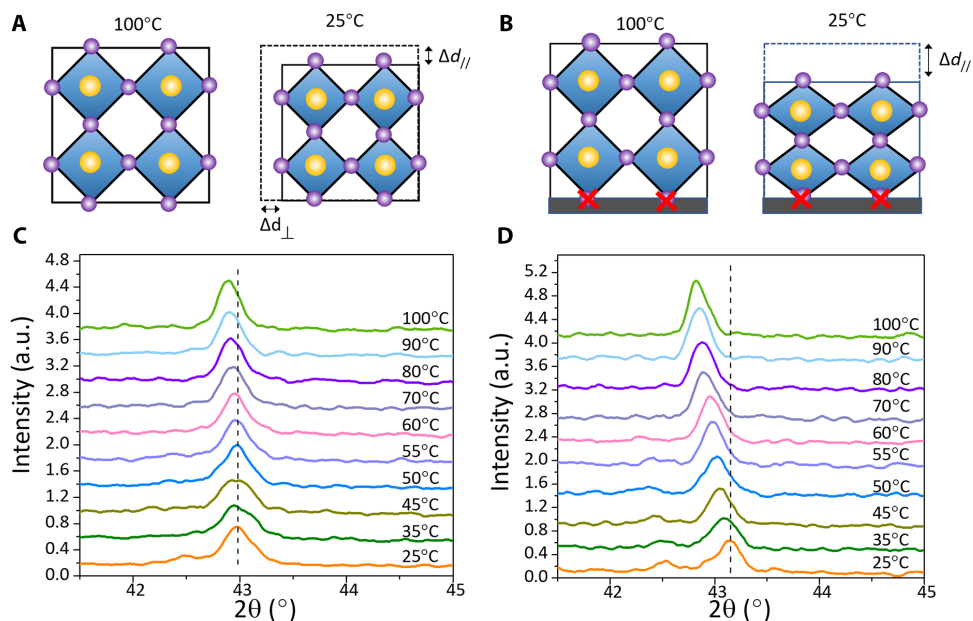 A
100°C
25°C
Δd//
Δd⊥
B
100°C
25°C
Δd//
C
Intensity (a.u.)
4.8
4.4
4.0
3.6
3.2
2.8
2.4
2.0
1.6
1.2
0.8
0.4
0.0
100°C
90°C
80°C
70°C
60°C
55°C
50°C
45°C
35°C
25°C
42
43
44
45
2θ (°)
D
Intensity (a.u.)
5.2
4.8
4.4
4.0
3.6
3.2
2.8
2.4
2.0
1.6
1.2
0.8
0.4
0.0
100°C
90°C
80°C
70°C
60°C
55°C
50°C
45°C
35°C
25°C
42
43
44
45
2θ (°)